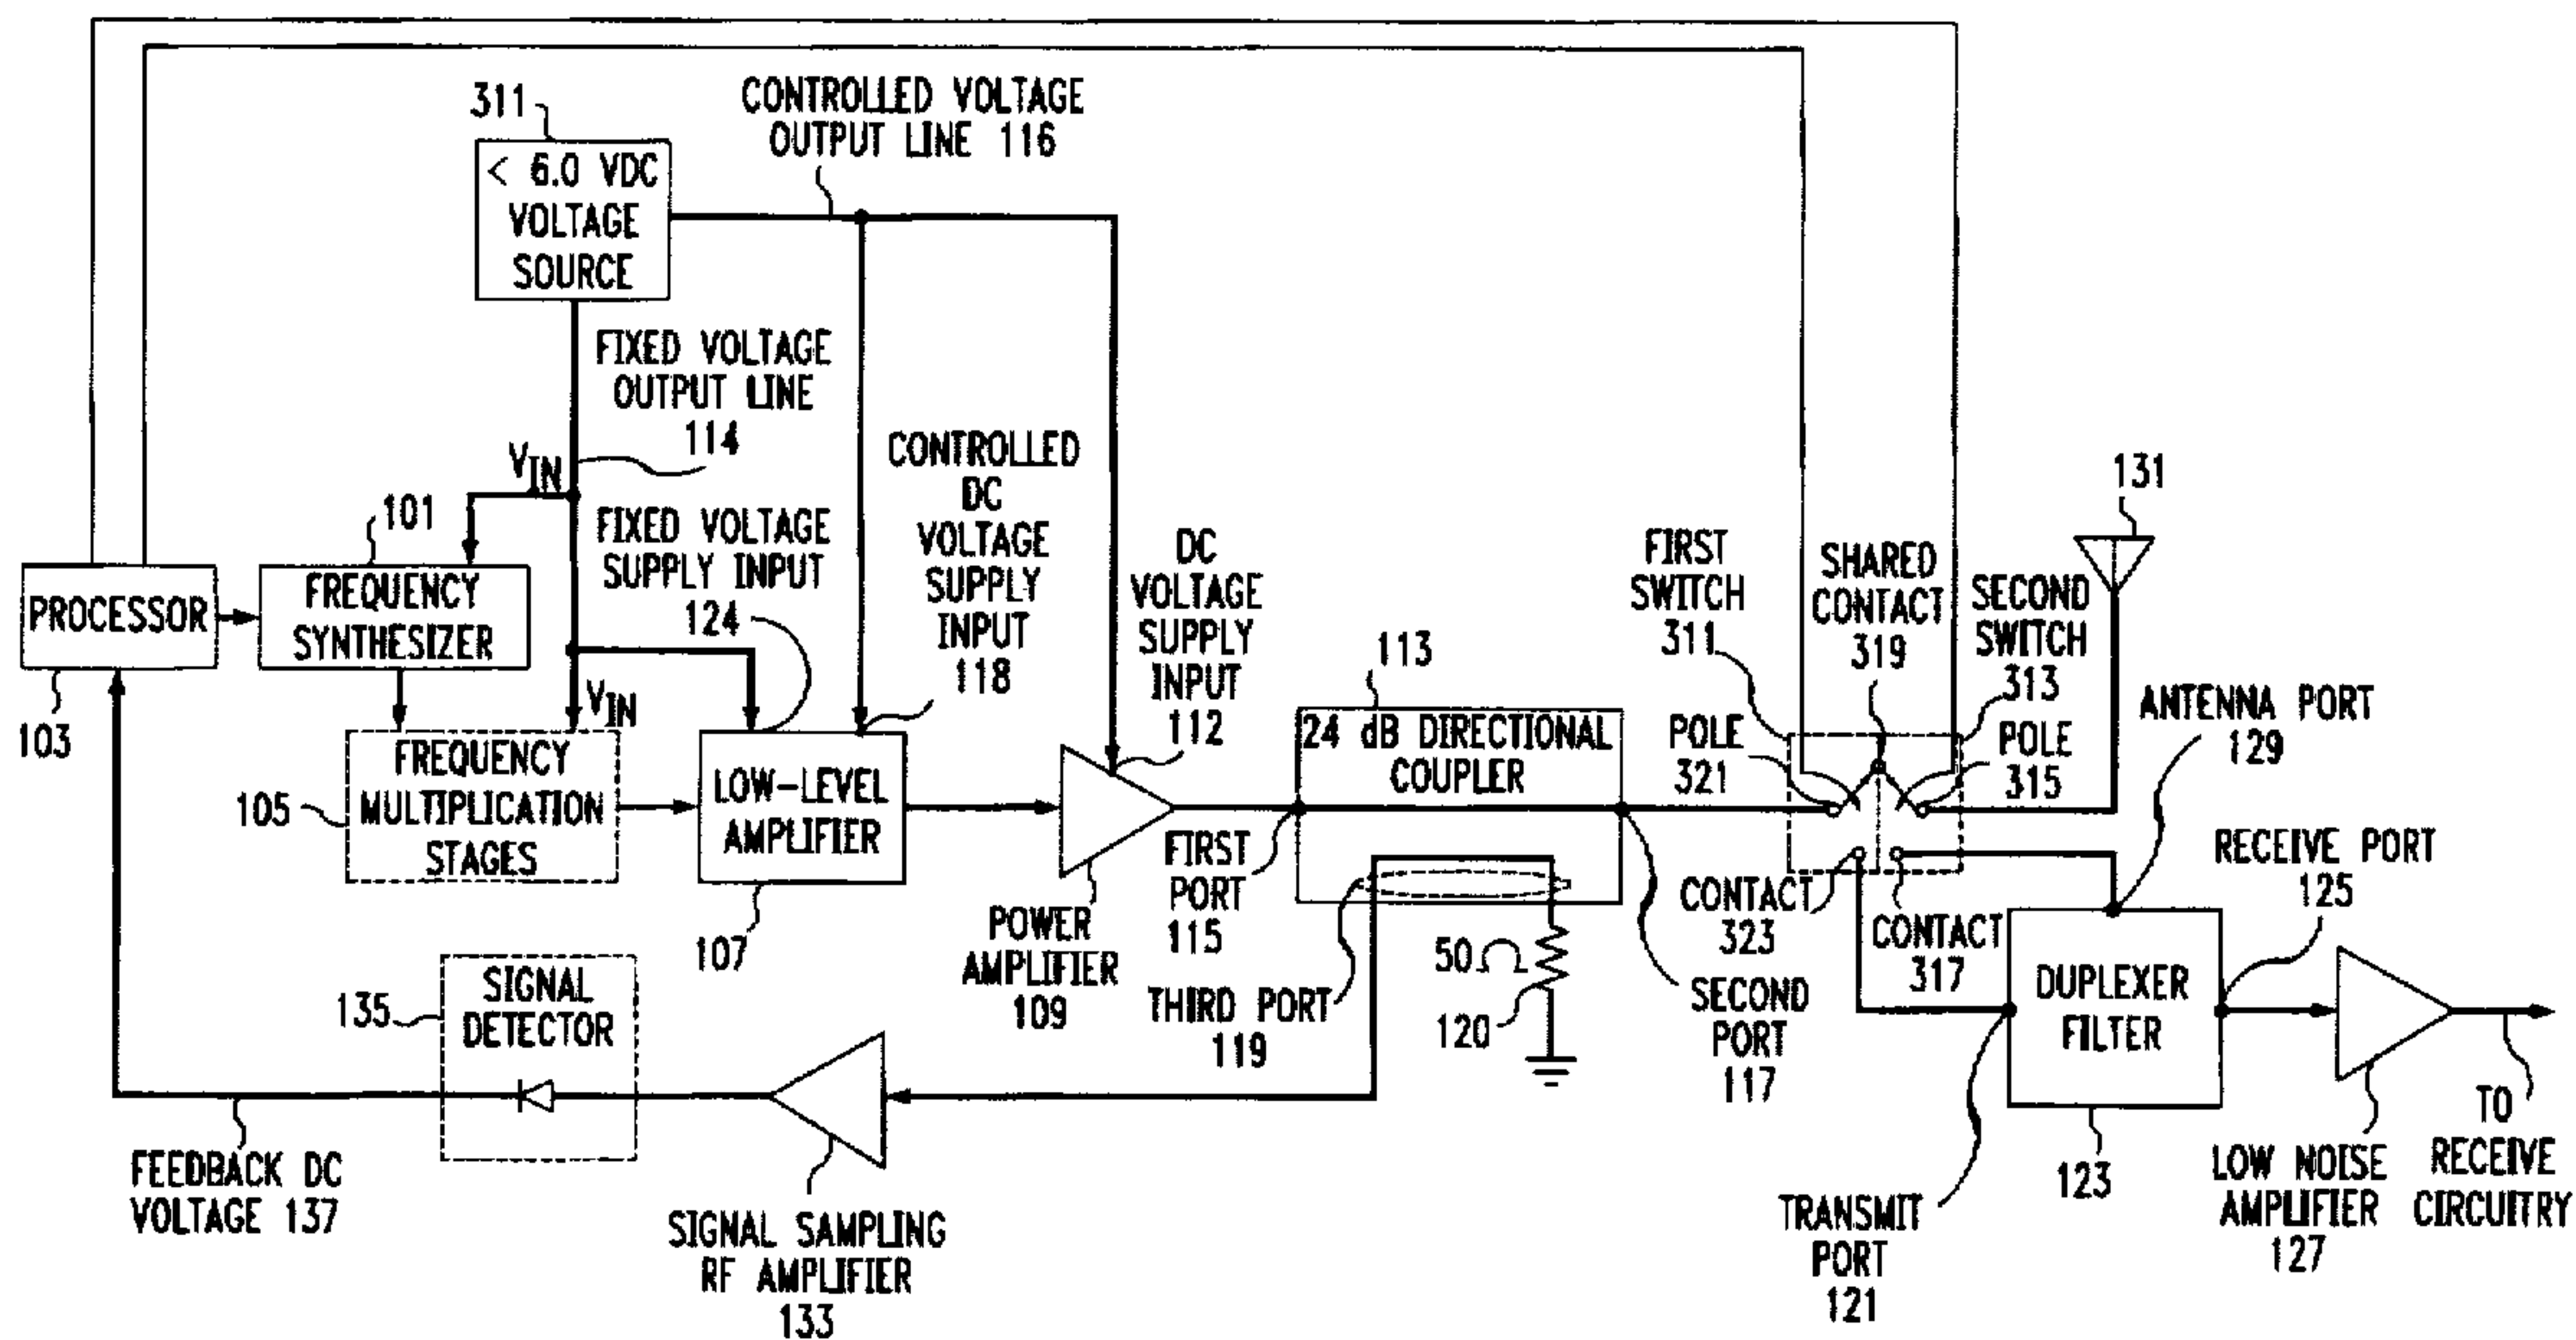 311
< 6.0 VDC
VOLTAGE
SOURCE
CONTROLLED VOLTAGE
OUTPUT LINE 116
FIXED VOLTAGE
OUTPUT LINE
114
VIN
FIXED VOLTAGE
SUPPLY INPUT
124
CONTROLLED
DC
VOLTAGE
SUPPLY
INPUT
118
DC
VOLTAGE
SUPPLY
INPUT
112
PROCESSOR
103
101
FREQUENCY
SYNTHESIZER
VIN
105
FREQUENCY
MULTIPLICATION
STAGES
LOW-LEVEL
AMPLIFIER
107
POWER
AMPLIFIER
109
113
24 dB DIRECTIONAL
COUPLER
FIRST
PORT
115
THIRD PORT
119
50Ω
120
SECOND
PORT
117
FIRST
SWITCH
311
SHARED
CONTACT
319
SECOND
SWITCH
313
131
POLE
321
POLE
315
ANTENNA PORT
129
CONTACT
323
CONTACT
317
RECEIVE PORT
125
DUPLEXER
FILTER
123
TRANSMIT
PORT
121
LOW NOISE
AMPLIFIER
127
TO
RECEIVE
CIRCUITRY
135
SIGNAL
DETECTOR
FEEDBACK DC
VOLTAGE 137
SIGNAL SAMPLING
RF AMPLIFIER
133